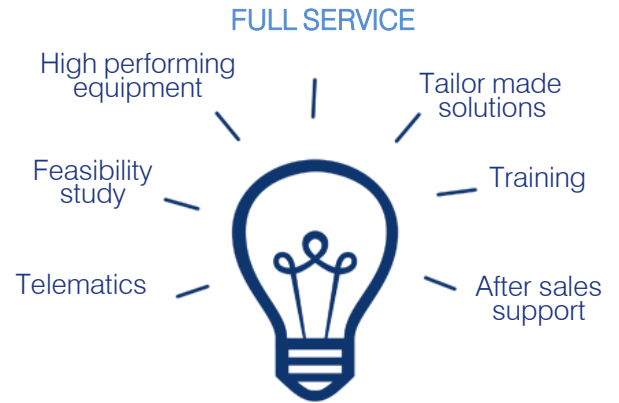 FULL SERVICE
High performing
equipment
Tailor made
solutions
Feasibility
study
Training
Telematics
After sales
support